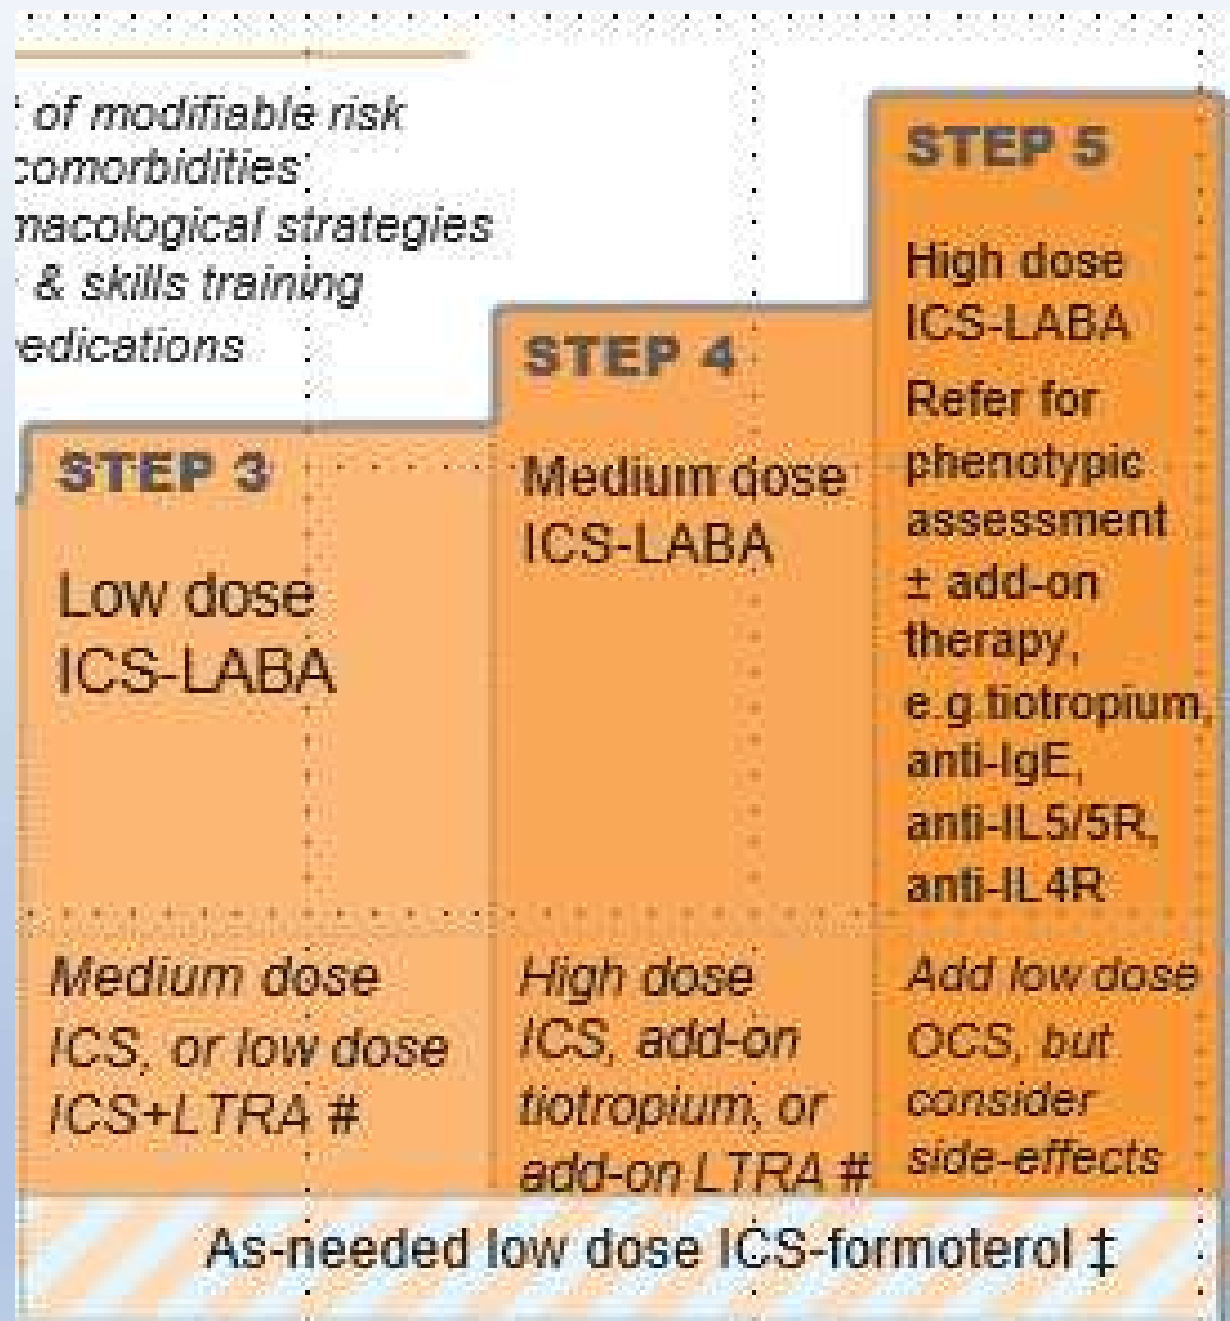 of modifiable risk
comorbidities
macological strategies
& skills training
edications
STEP 3
Low dose
ICS-LABA
Medium dose
ICS, or low dose
ICS+LTRA #
STEP 4
Medium dose
ICS-LABA
High dose
ICS, add-on
tiotropium, or
add-on LTRA #
STEP 5
High dose
ICS-LABA
Refer for
phenotypic
assessment
± add-on
therapy,
e.g.tiotropium,
anti-IgE,
anti-IL5/5R,
anti-IL4R
Add low dose
OCS, but
consider
side-effects
As-needed low dose ICS-formoterol ‡